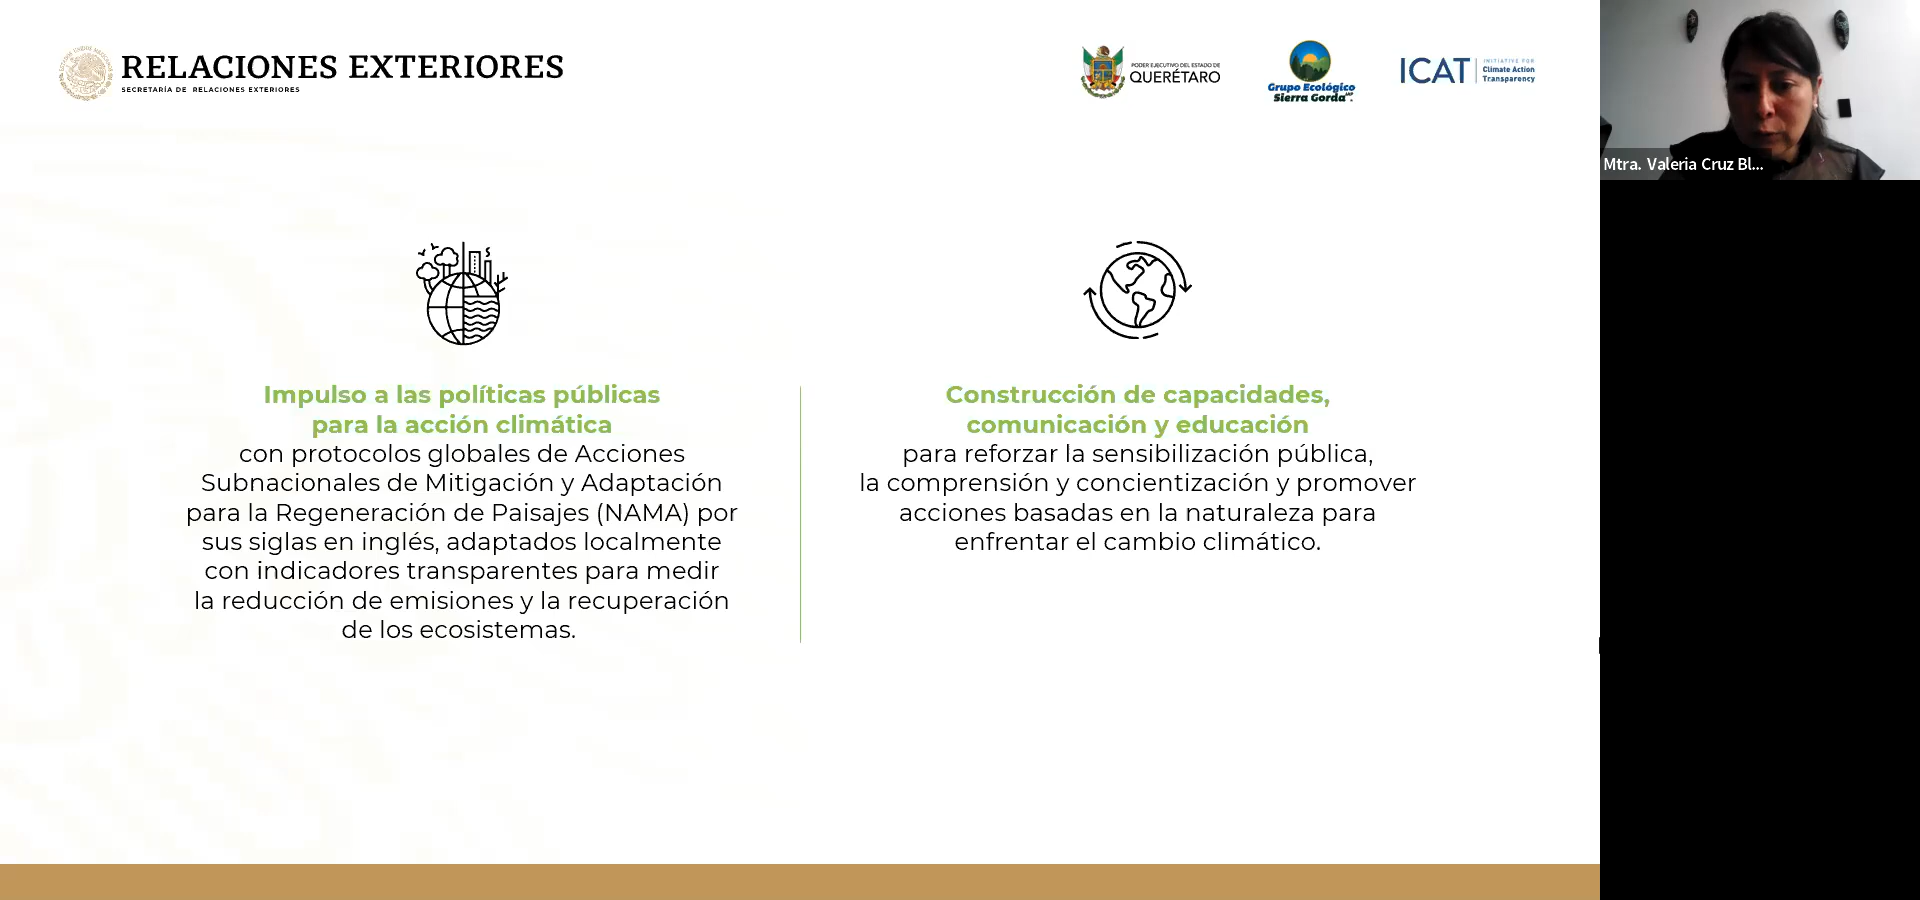 RELACIONES EXTERIORES
SECRETARÍA DE RELACIONES EXTERIORES
PODER EJECUTIVO DEL ESTADO DE
QUERÉTARO
Grupo Ecológico
Sierra Gorda
ICAT
INITIATIVE FOR
Climate Action
Transparency
Mtra. Valeria Cruz Bl...
Impulso a las políticas públicas
para la acción climática
con protocolos globales de Acciones
Subnacionales de Mitigación y Adaptación
para la Regeneración de Paisajes (NAMA) por
sus siglas en inglés, adaptados localmente
con indicadores transparentes para medir
la reducción de emisiones y la recuperación
de los ecosistemas.
Construcción de capacidades,
comunicación y educación
para reforzar la sensibilización pública,
la comprensión y concientización y promover
acciones basadas en la naturaleza para
enfrentar el cambio climático.